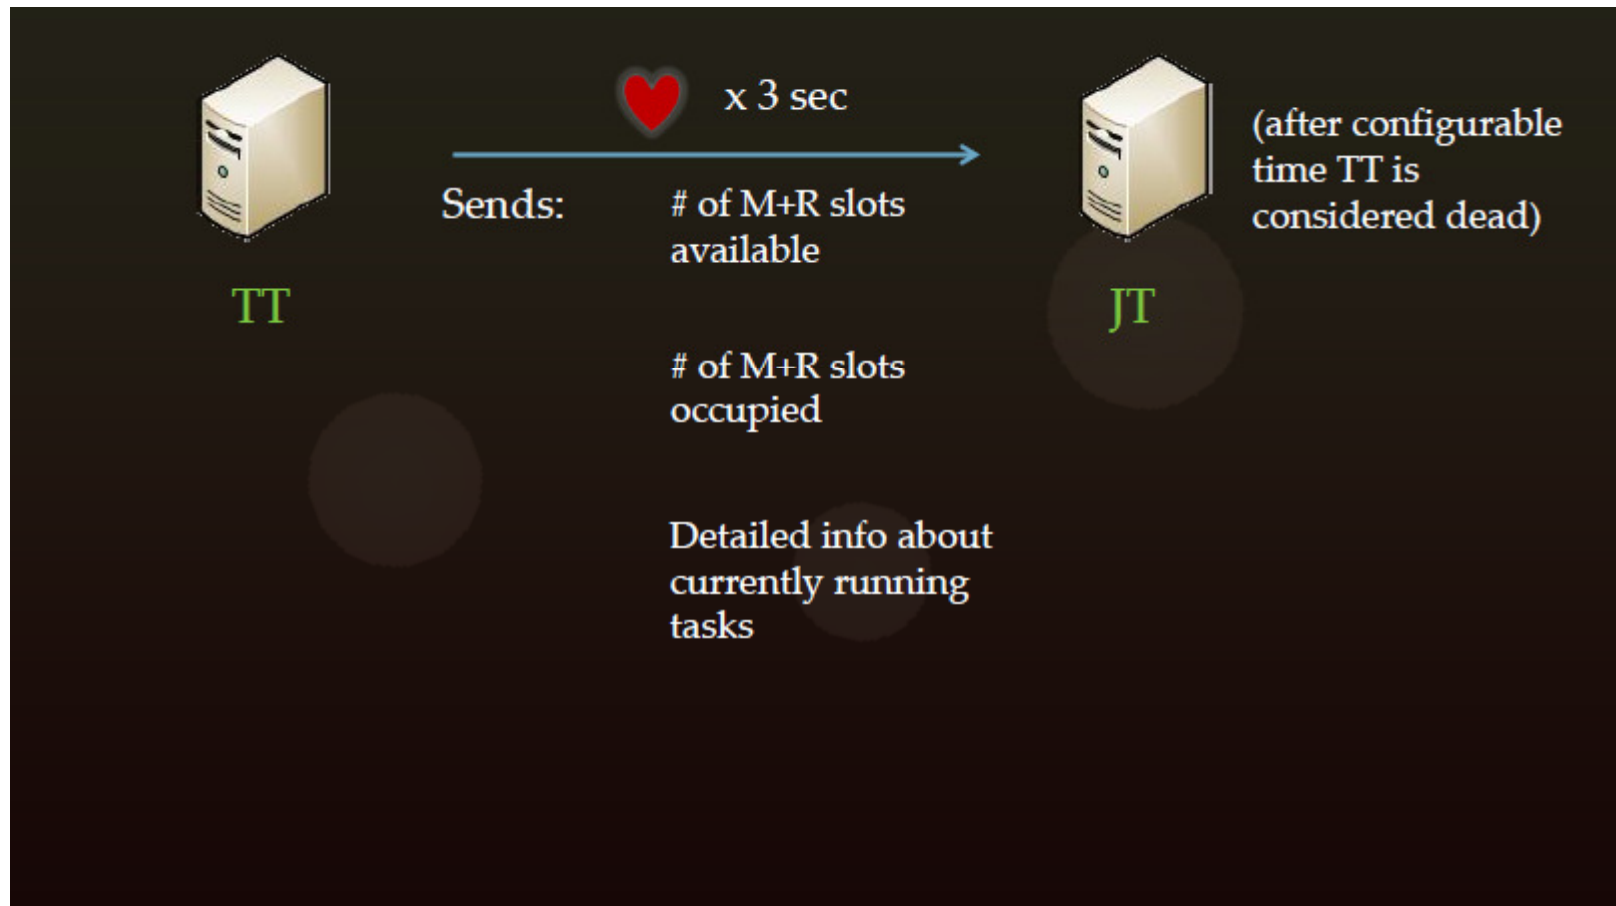 x 3 sec
(after configurable
time TT is
considered dead)
Sends:
# of M+R slots
available
TT
JT
# of M+R slots
occupied
Detailed info about
currently running
tasks